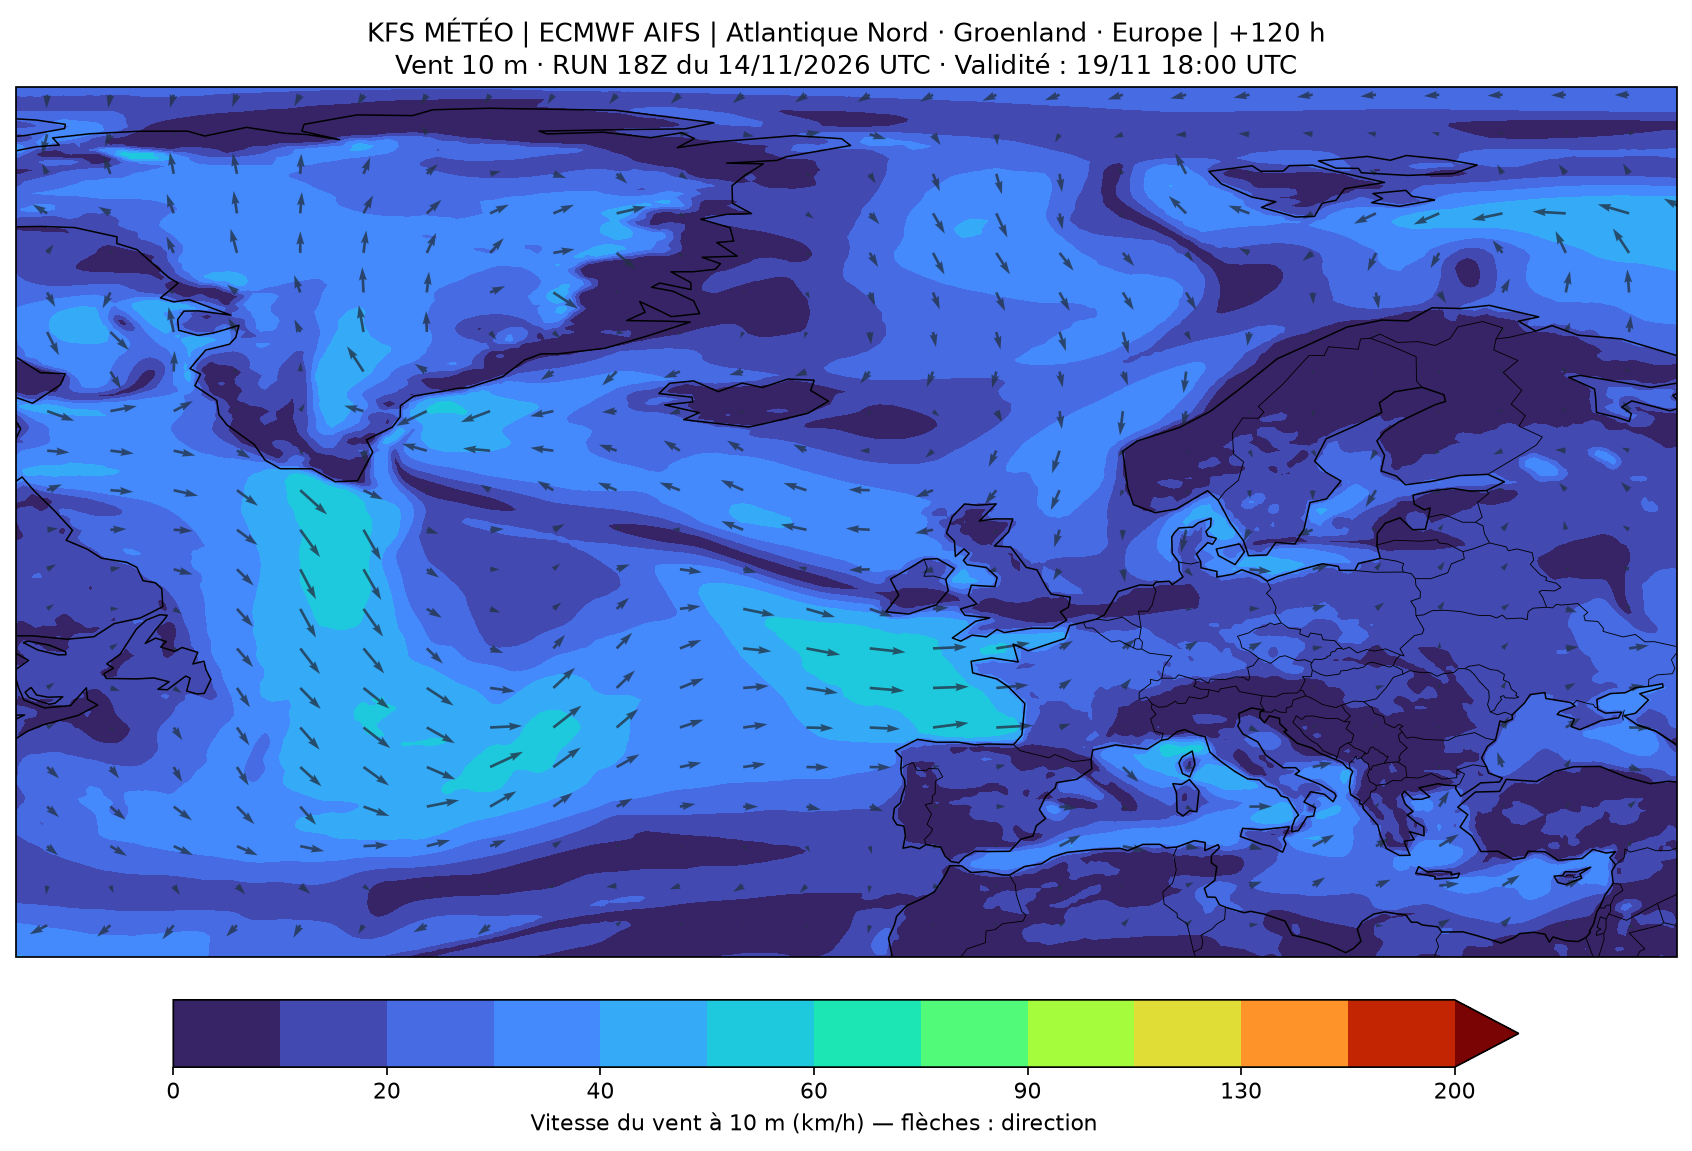 KFS MÉTÉO | ECMWF AIFS | Atlantique Nord · Groenland · Europe | +120 h
Vent 10 m · RUN 18Z du 14/11/2026 UTC · Validité : 19/11 18:00 UTC
0 20 40 60 90 130 200
Vitesse du vent à 10 m (km/h) — flèches : direction